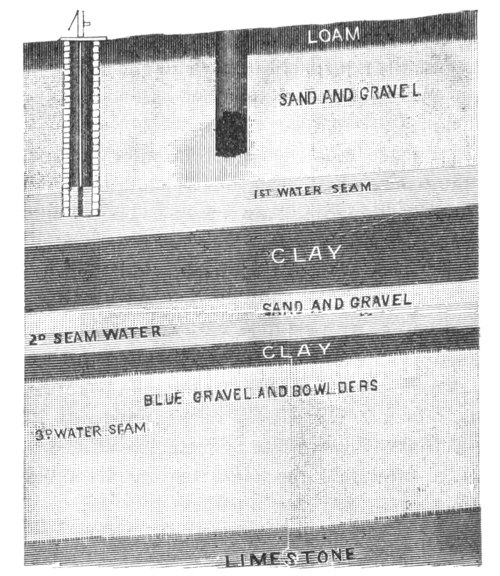 LOAM
SAND AND GRAVEL
1ST WATER SEAM
CLAY
SAND AND GRAVEL
2D SEAM WATER
CLAY
BLUE GRAVEL AND BOWLDERS
3D WATER SEAM
LIMESTONE